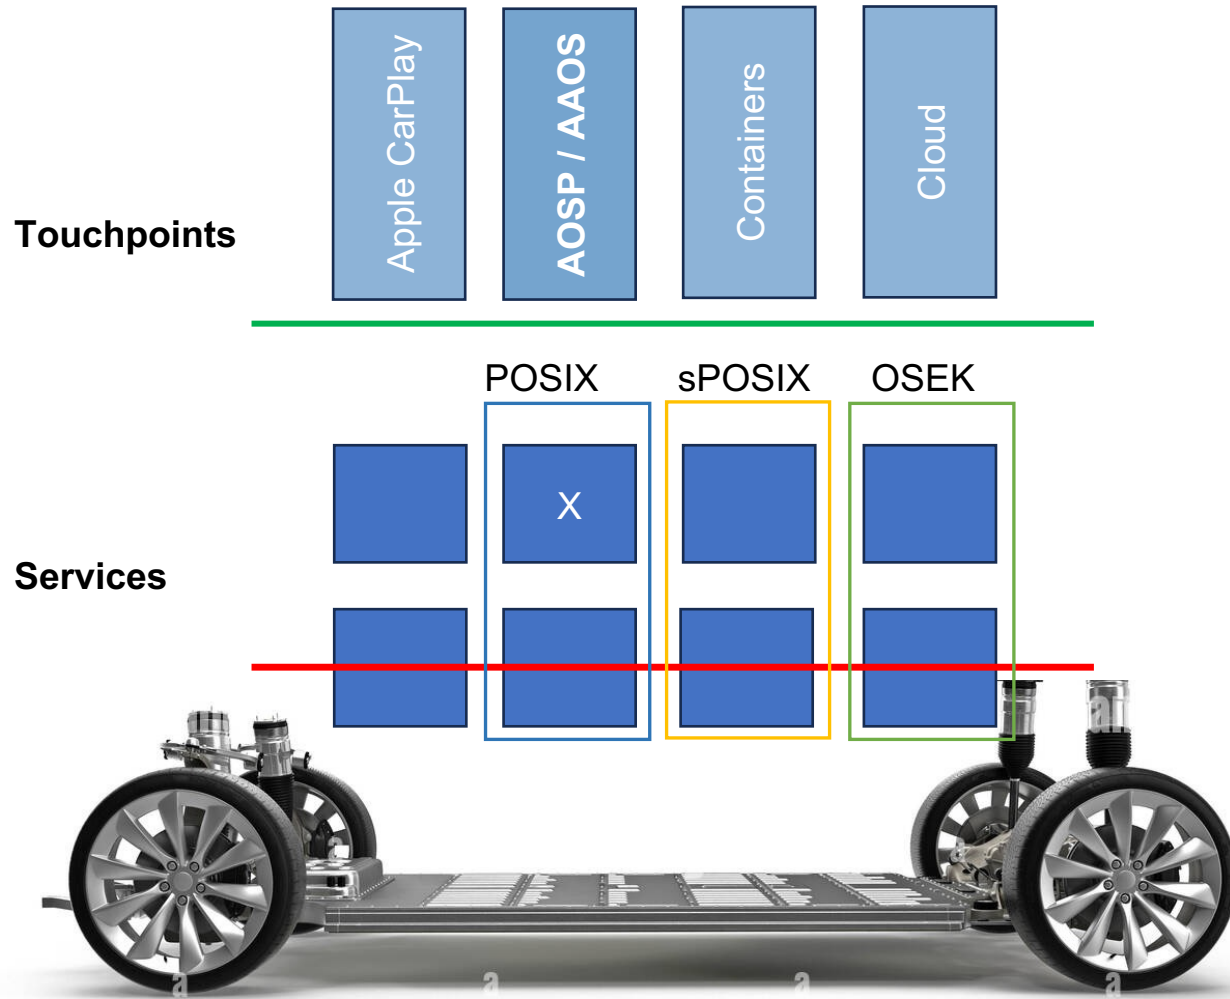 Apple CarPlay
AOSP / AAOS
Containers
Cloud
Touchpoints
POSIX
sPOSIX
OSEK
X
Services
a
a
a
a
a
a
a